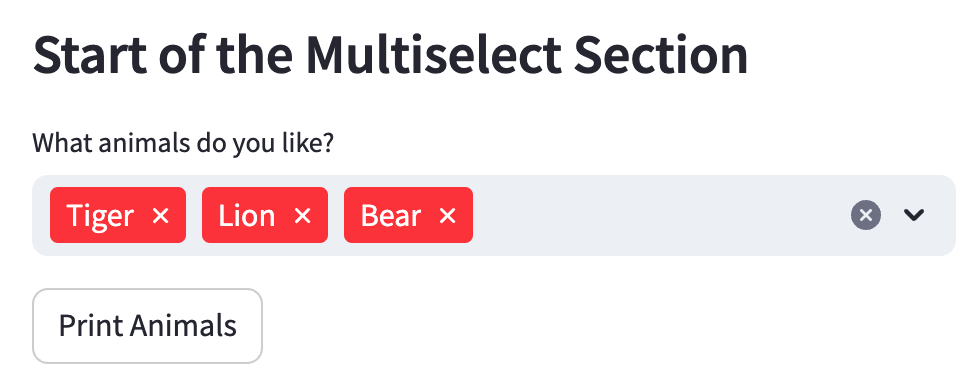 Start of the Multiselect Section
What animals do you like?
Tiger Lion Bear
Print Animals